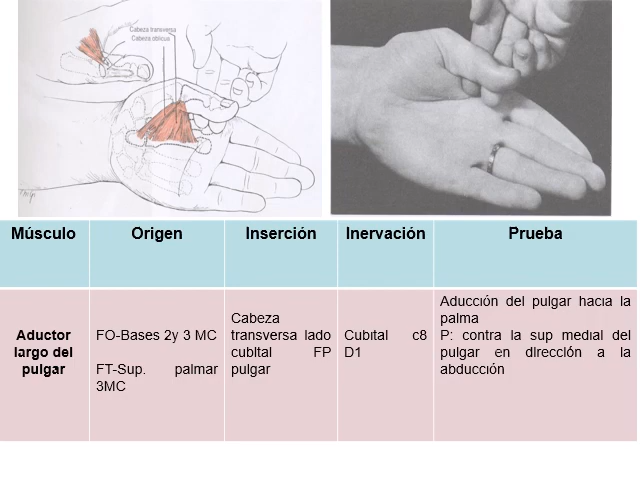 Cabeza transversa
Cabeza oblicua
Músculo
Origen
Inserción
Inervación
Prueba
Aductor
largo del
pulgar
FO-Bases 2y 3 MC
FT-Sup. palmar
3MC
Cabeza
transversa lado
cubital FP
pulgar
Cubital c8
D1
Aducción del pulgar hacia la
palma
P: contra la sup medial del
pulgar en dirección a la
abducción